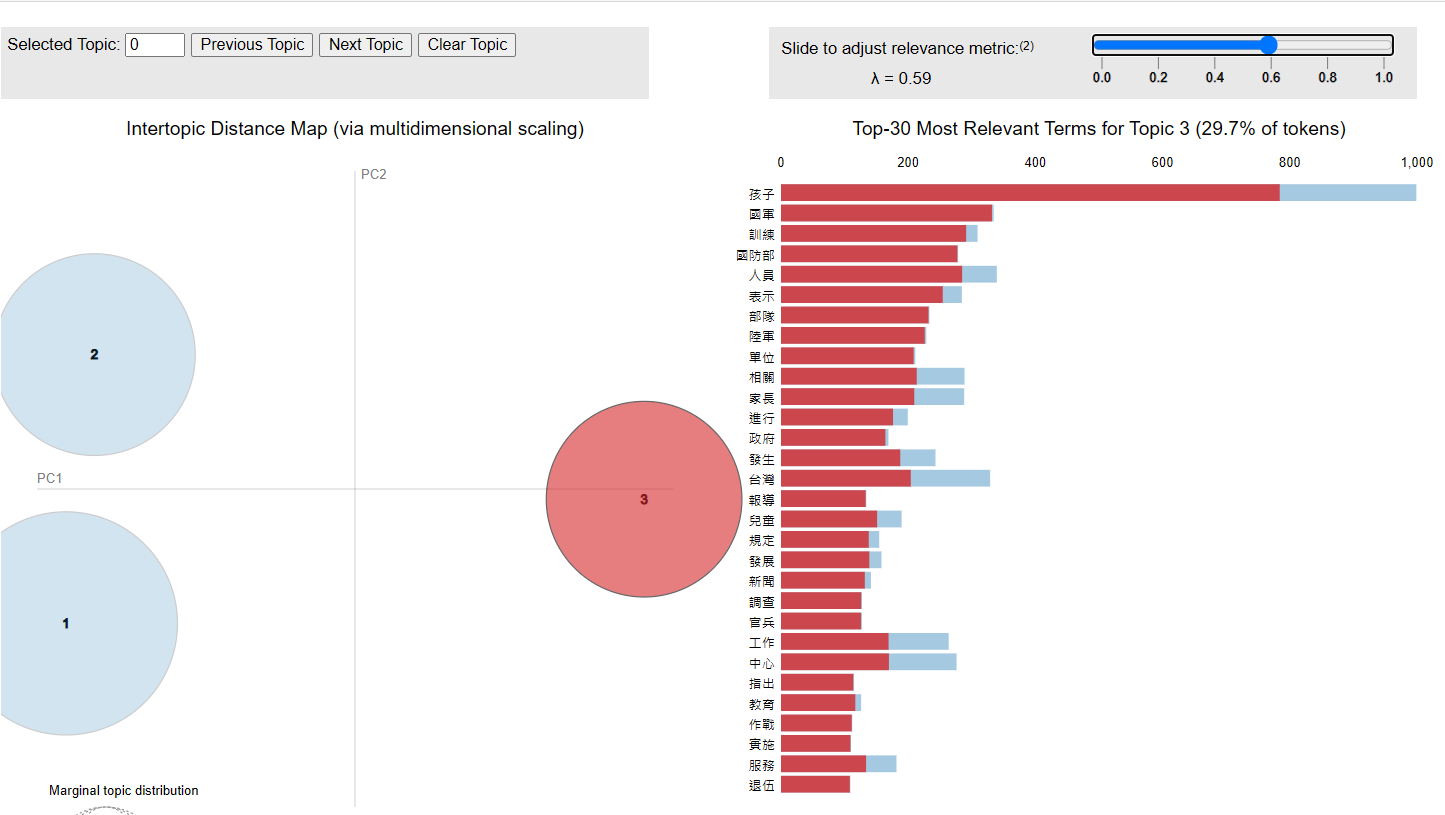 Selected Topic: 0 Previous Topic Next Topic Clear Topic
Slide to adjust relevance metric:(2)
λ = 0.59
0.0 0.2 0.4 0.6 0.8 1.0
Intertopic Distance Map (via multidimensional scaling)
PC2
PC1
2
3
1
Marginal topic distribution
Top-30 Most Relevant Terms for Topic 3 (29.7% of tokens)
0 200 400 600 800 1,000
孩子
國軍
訓練
國防部
人員
表示
部隊
陸軍
單位
相關
家長
進行
政府
發生
台灣
報導
兒童
規定
發展
新聞
調查
官兵
工作
中心
指出
教育
作戰
實施
服務
退伍